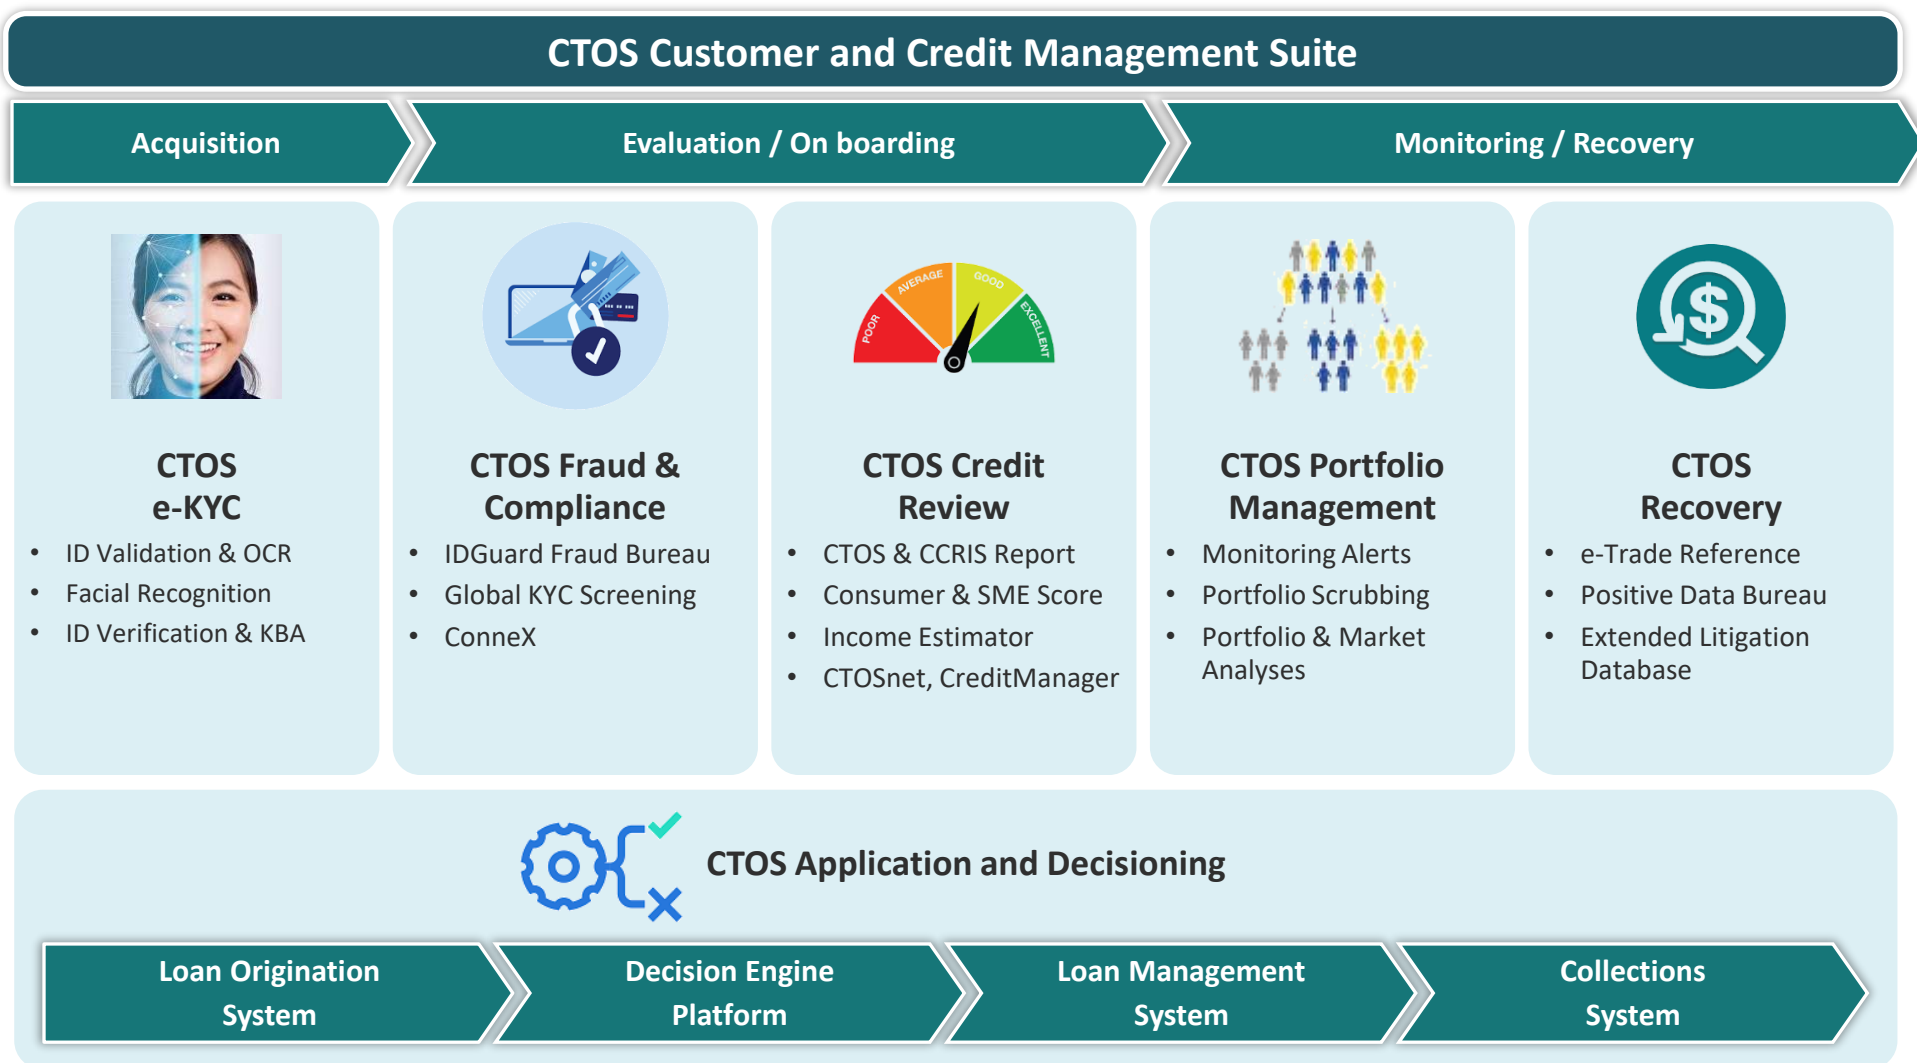 CTOS Customer and Credit Management Suite
Acquisition
Evaluation / On boarding
Monitoring / Recovery
POOR
AVERAGE
GOOD
EXCELLENT
$
CTOS
e-KYC
• ID Validation & OCR
• Facial Recognition
• ID Verification & KBA
CTOS Fraud &
Compliance
• IDGuard Fraud Bureau
• Global KYC Screening
• ConneX
CTOS Credit
Review
• CTOS & CCRIS Report
• Consumer & SME Score
• Income Estimator
• CTOSnet, CreditManager
CTOS Portfolio
Management
• Monitoring Alerts
• Portfolio Scrubbing
• Portfolio & Market
Analyses
CTOS
Recovery
• e-Trade Reference
• Positive Data Bureau
• Extended Litigation
Database
CTOS Application and Decisioning
Loan Origination
System
Decision Engine
Platform
Loan Management
System
Collections
System